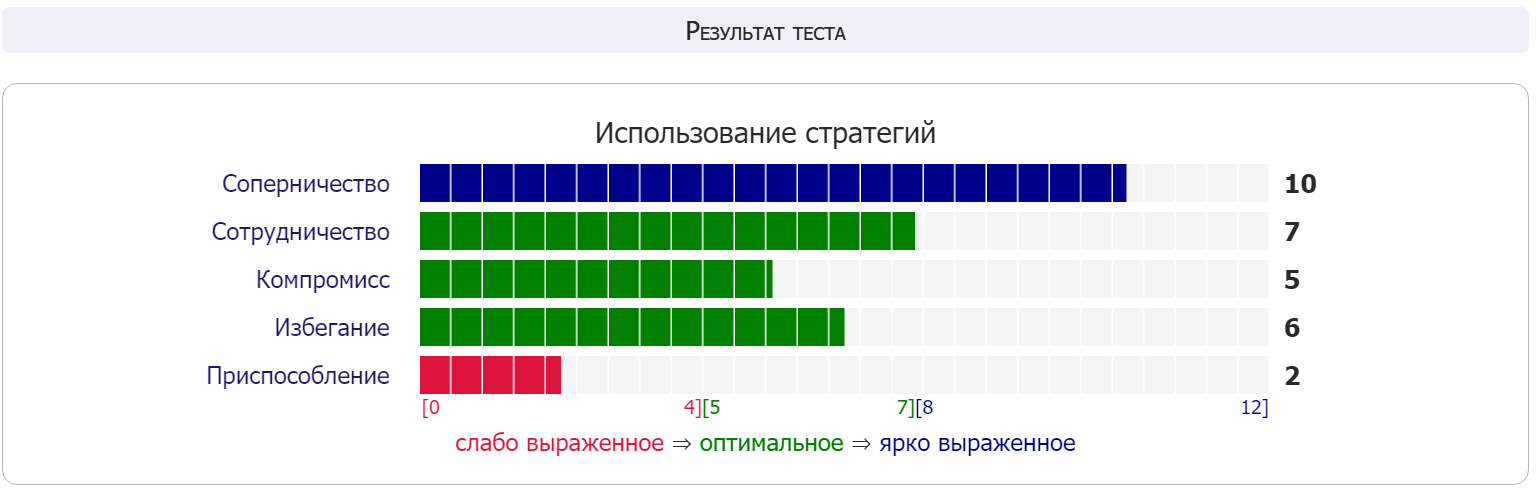 Результат теста
Использование стратегий
Соперничество 10
Сотрудничество 7
Компромисс 5
Избегание 6
Приспособление 2
[0 4][5 7][8 12]
слабо выраженное ⇒ оптимальное ⇒ ярко выраженное